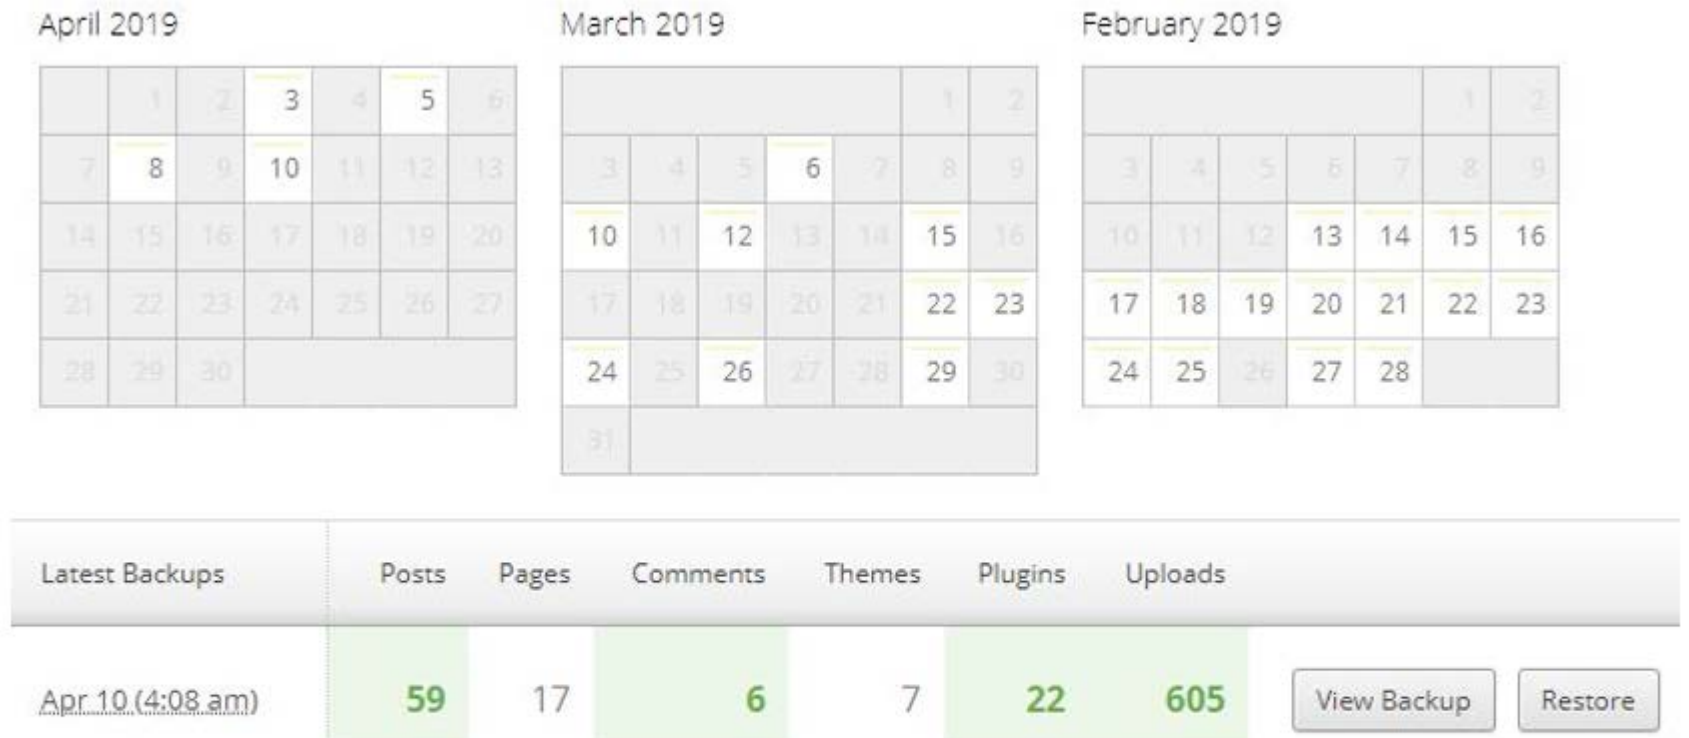 April 2019 March 2019 February 2019
1 2 3 4 5 6 1 2 1 2
7 8 9 10 11 12 13 3 4 5 6 7 8 9 3 4 5 6 7 8 9
14 15 16 17 18 19 20 10 11 12 13 14 15 16 10 11 12 13 14 15 16
21 22 23 24 25 26 27 17 18 19 20 21 22 23 17 18 19 20 21 22 23
28 29 30 24 25 26 27 28 29 30 24 25 26 27 28
31
Latest Backups Posts Pages Comments Themes Plugins Uploads
Apr 10 (4:08 am) 59 17 6 7 22 605 View Backup Restore